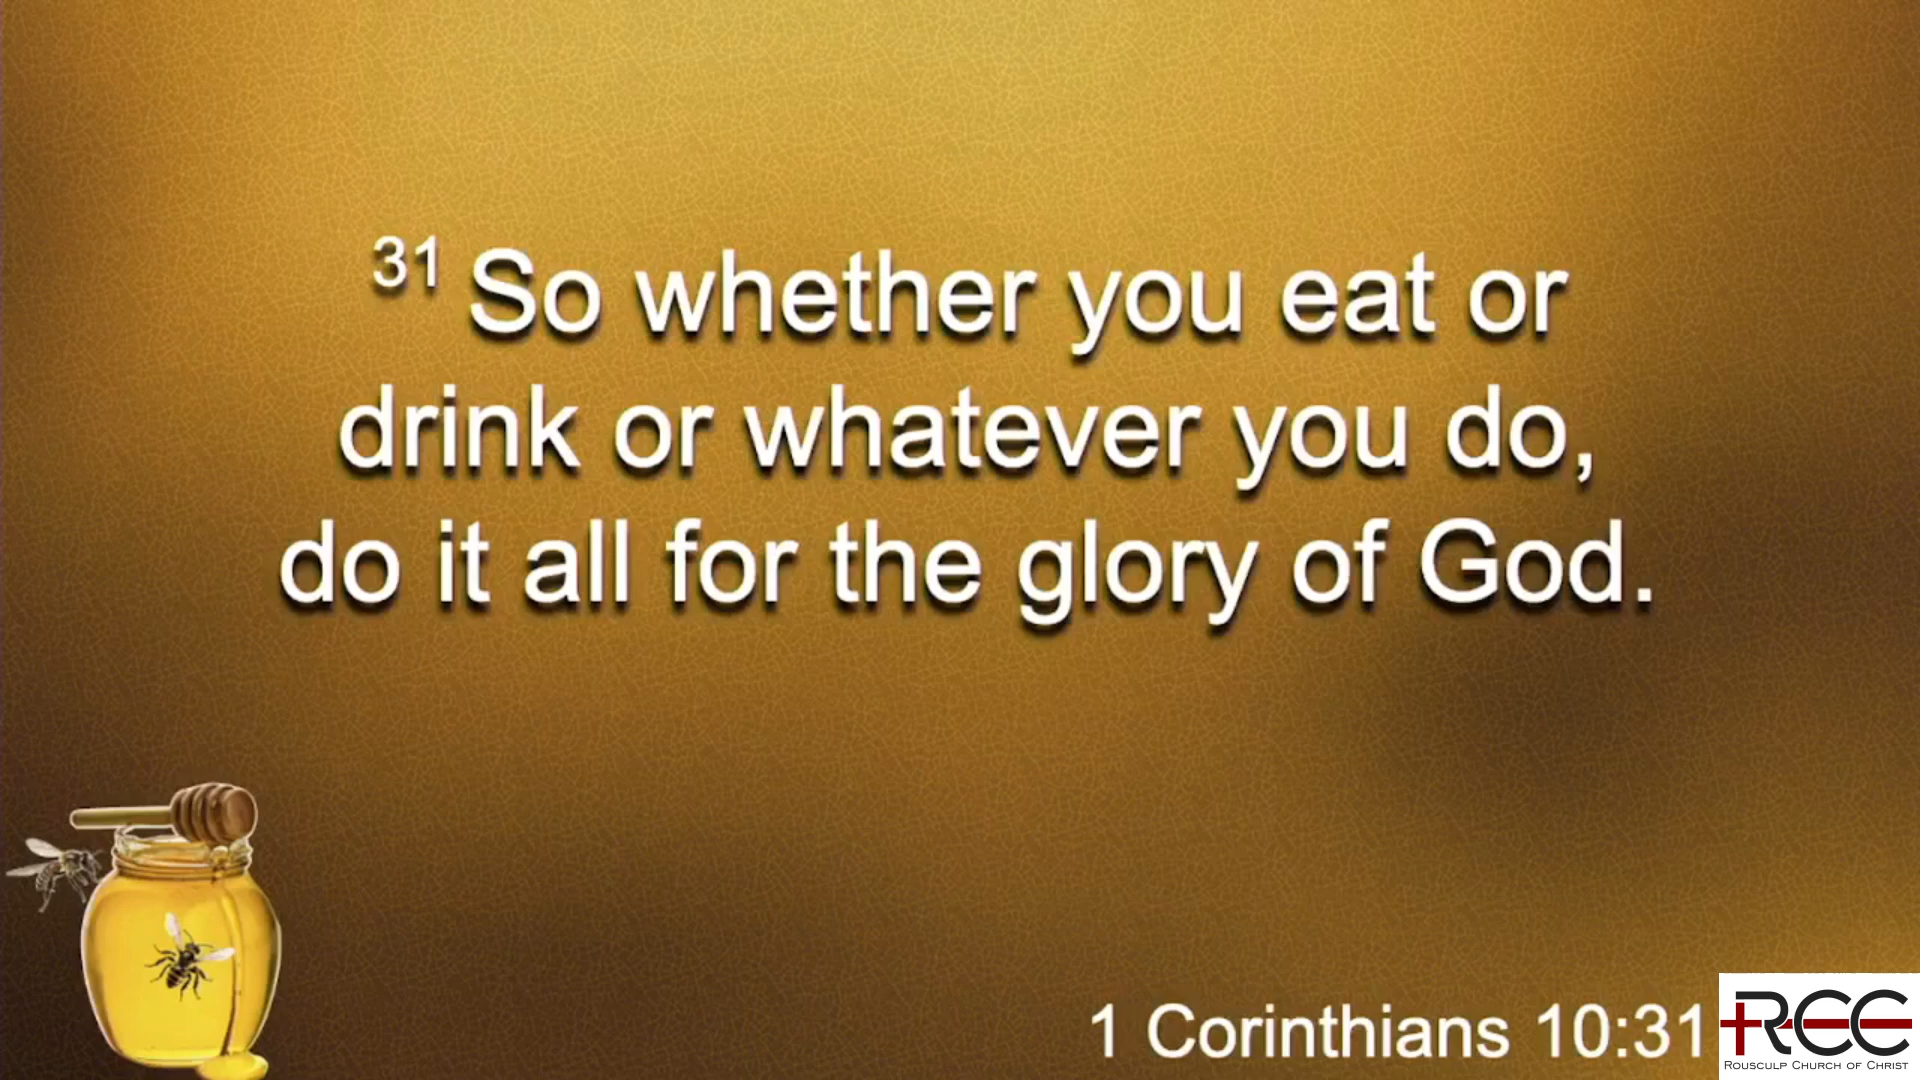 31 So whether you eat or
drink or whatever you do,
do it all for the glory of God.
1 Corinthians 10:31
RCC
Rousculp Church of Christ